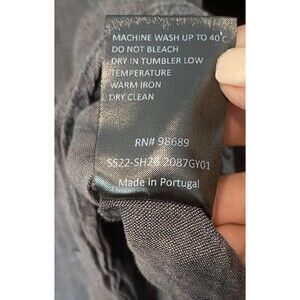 MACHINE WASH UP TO 40°C
DO NOT BLEACH
DRY IN TUMBLER LOW
TEMPERATURE
WARM IRON
DRY CLEAN
RN# 98689
SS22-SH20 2087GY01
Made in Portugal